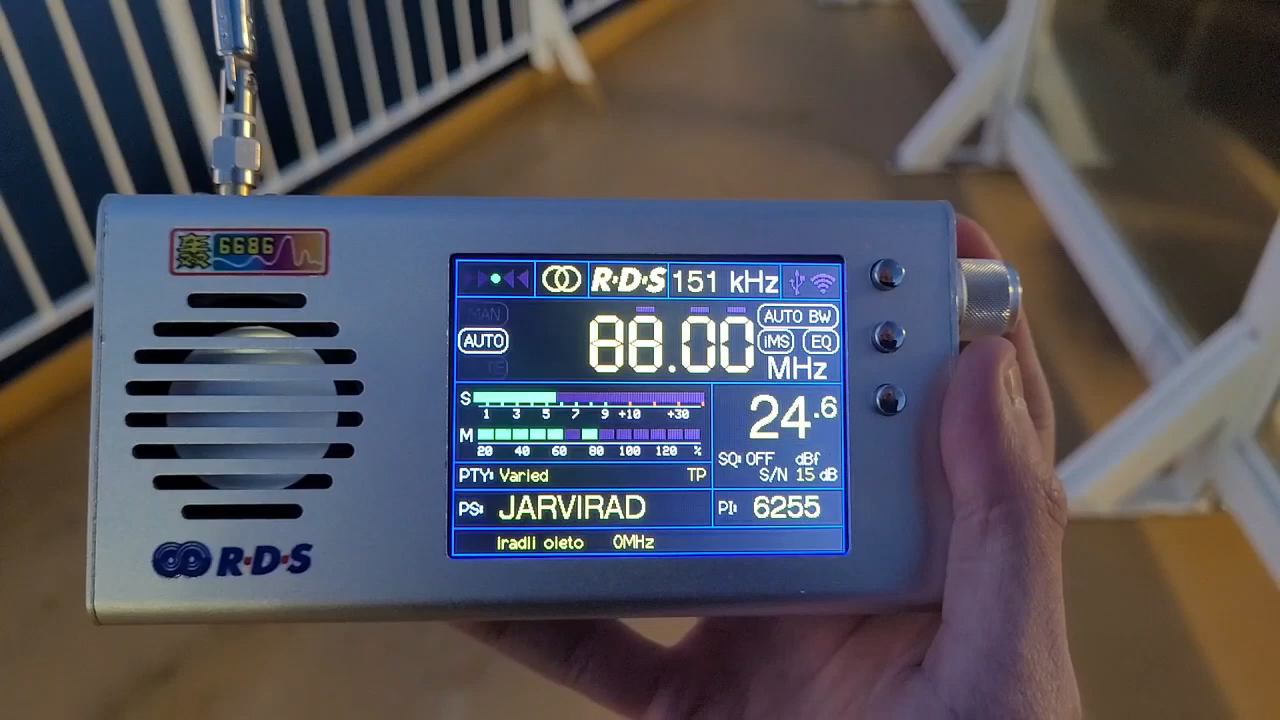 6686
R·D·S 151 kHz
MAN
AUTO BW
AUTO
88.00
iMS EQ
MHz
S
1 3 5 7 9 +10 +30
24.6
M
20 40 60 80 100 120 %
SQ: OFF dBf
S/N 15 dB
PTY: Varied TP
PS: JARVIRAD PI: 6255
iradii oleto 0MHz
R·D·S